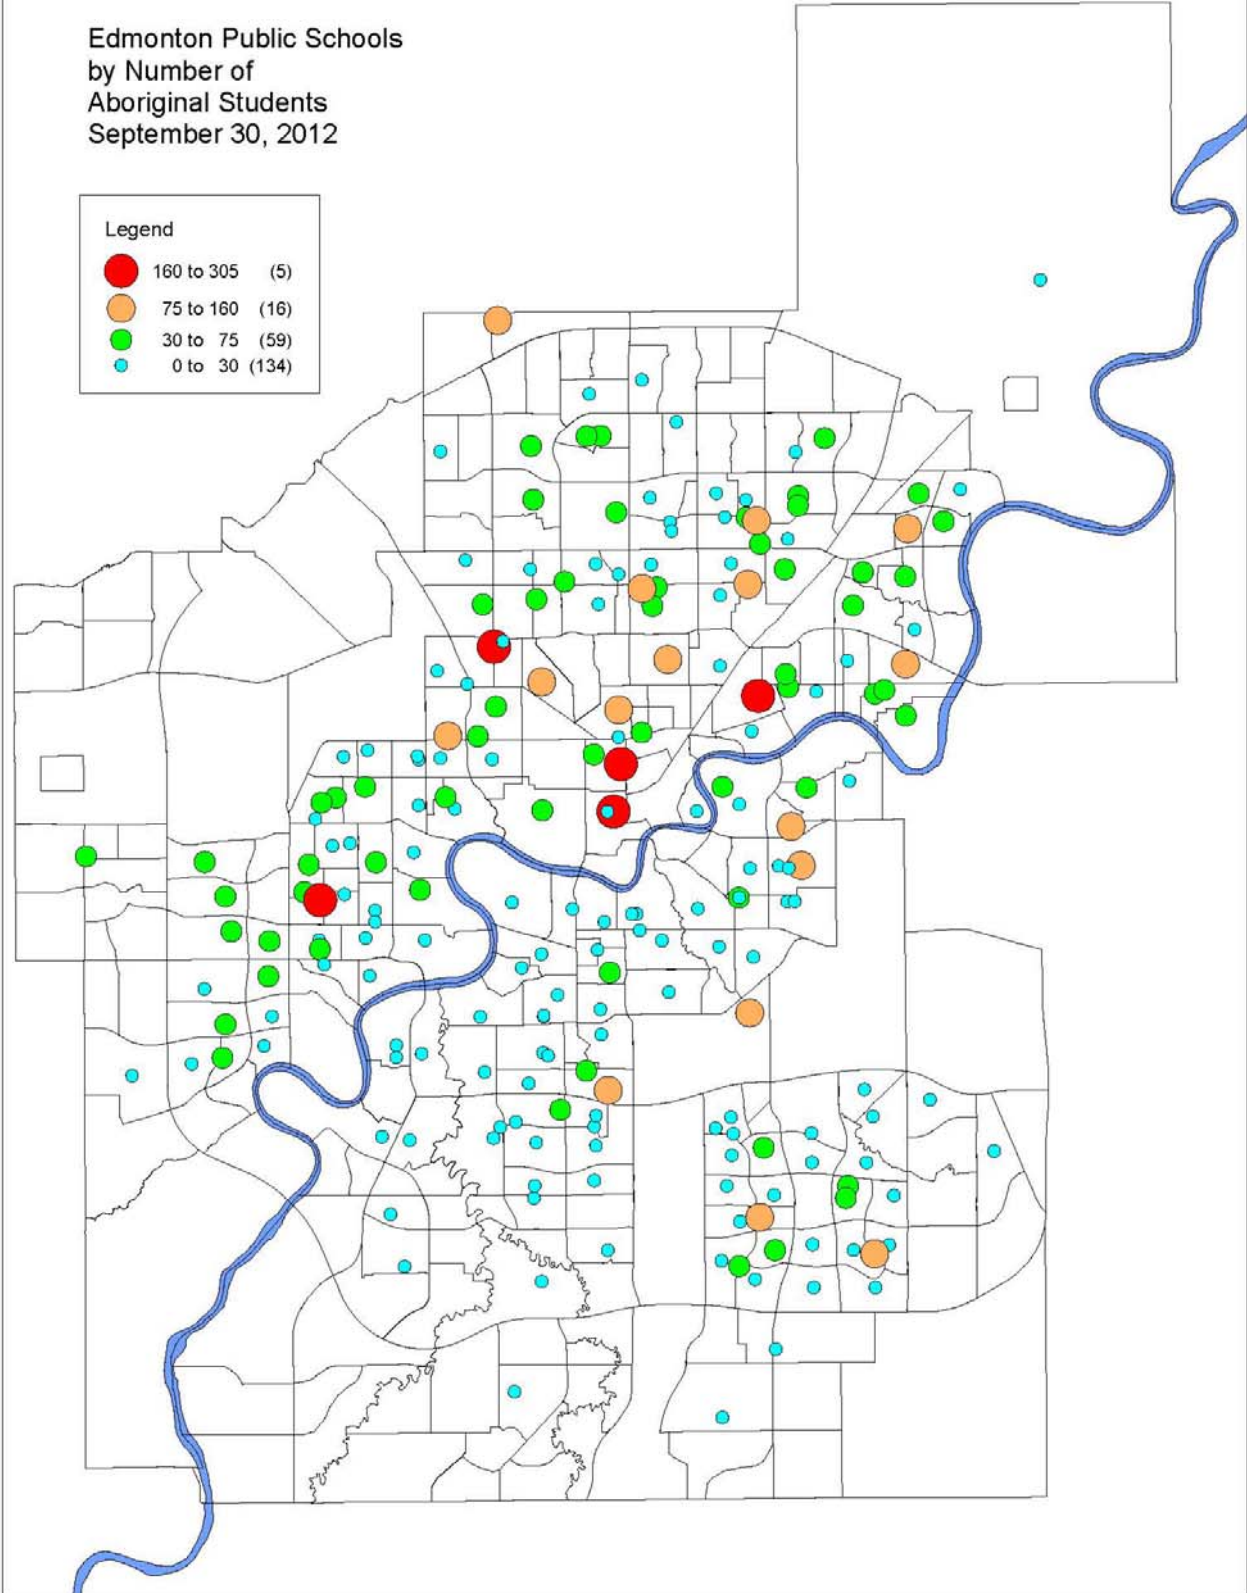 Edmonton Public Schools
by Number of
Aboriginal Students
September 30, 2012
Legend
160 to 305 (5)
75 to 160 (16)
30 to 75 (59)
0 to 30 (134)